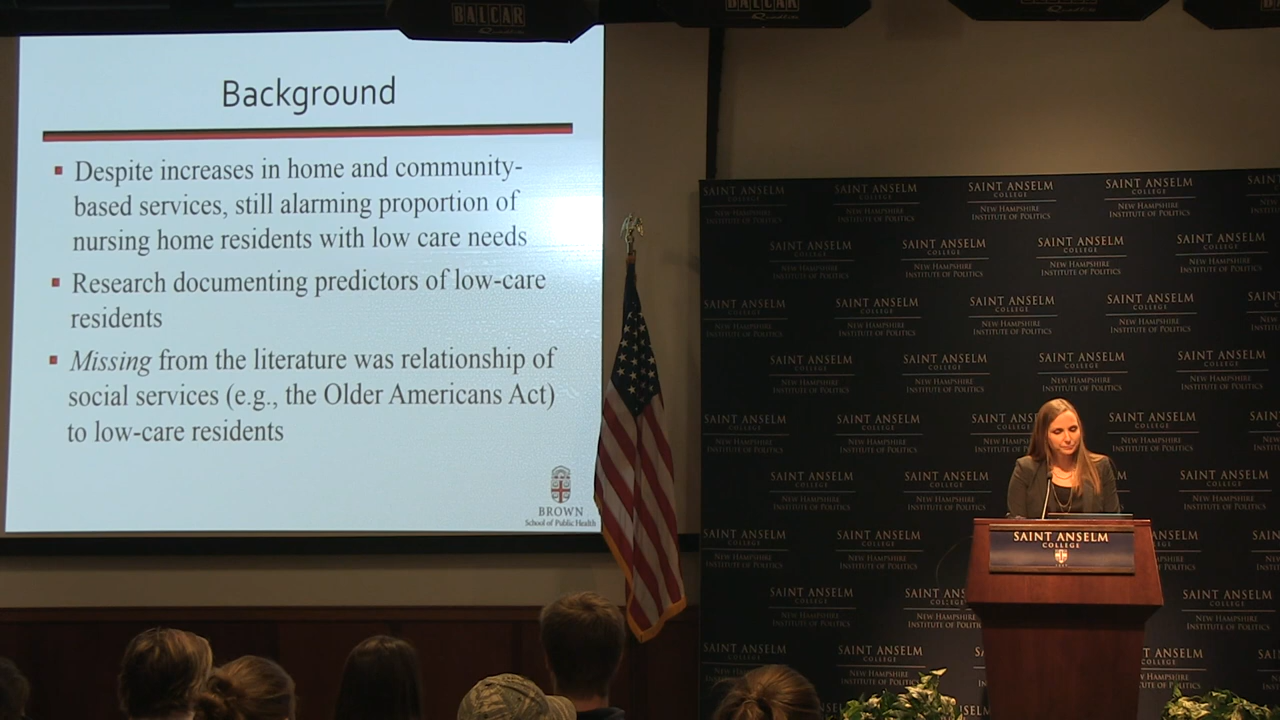 BALCAR
BALCAR
Background
Despite increases in home and community-
based services, still alarming proportion of
nursing home residents with low care needs
Research documenting predictors of low-care
residents
Missing from the literature was relationship of
social services (e.g., the Older Americans Act)
to low-care residents
BROWN
School of Public Health
SAINT ANSELM
COLLEGE
NEW HAMPSHIRE
INSTITUTE OF POLITICS
SAINT ANSELM
COLLEGE